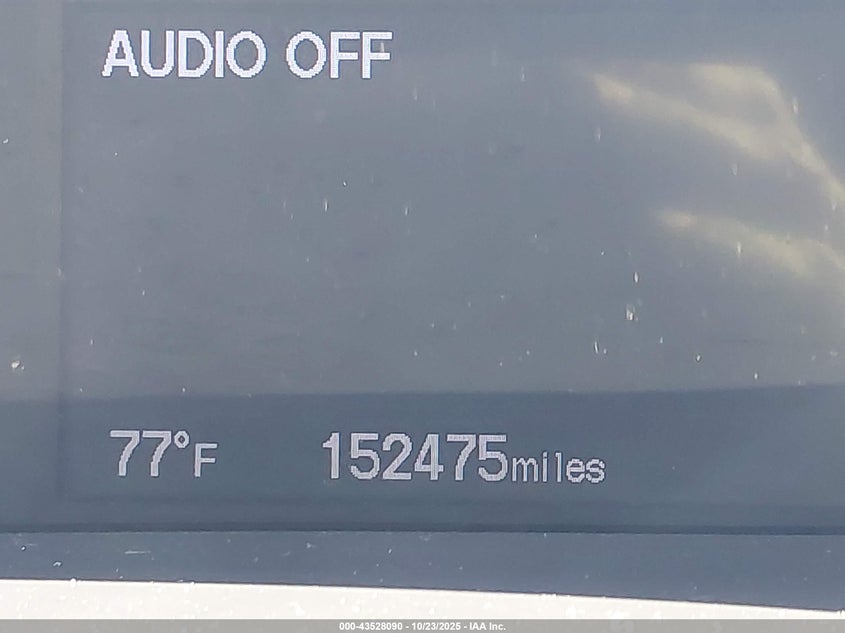 AUDIO OFF
77°F 152475miles
000-43528090 - 10/23/2025 - IAA Inc.